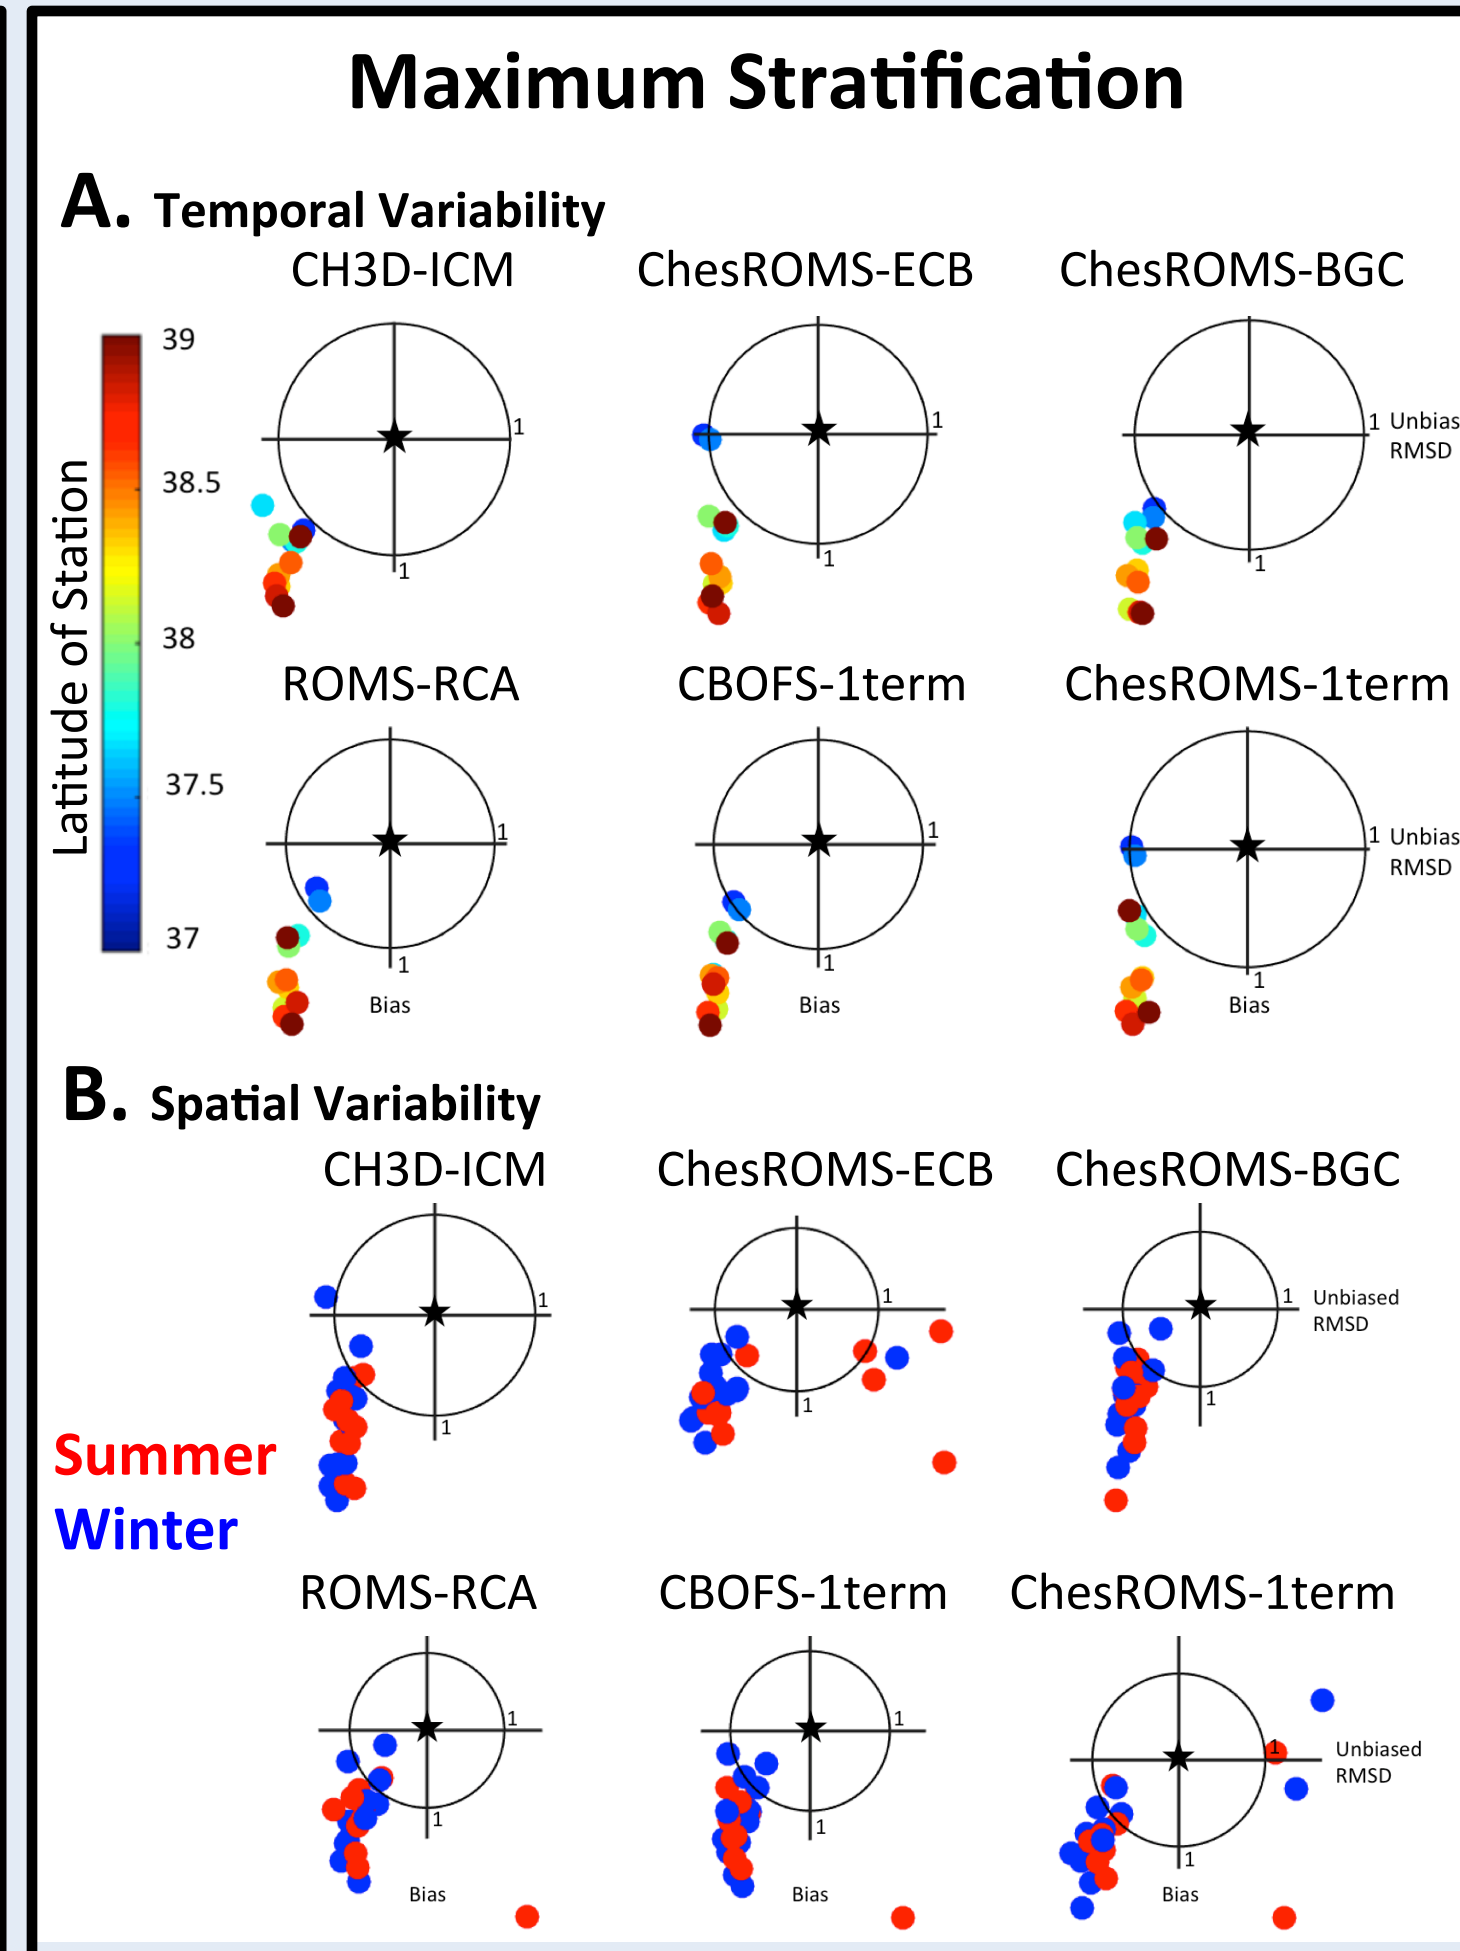 Maximum Stratification
A. Temporal Variability
CH3D-ICM
ChesROMS-ECB
ChesROMS-BGC
39
38.5
38
37.5
37
Latitude of Station
1
1
1
1
1 Unbias
RMSD
1
ROMS-RCA
CBOFS-1term
ChesROMS-1term
1
1
Bias
1
1
Bias
1 Unbias
RMSD
1
Bias
B. Spatial Variability
CH3D-ICM
ChesROMS-ECB
ChesROMS-BGC
1
1
1
1
1 Unbiased
RMSD
1
Summer
Winter
ROMS-RCA
CBOFS-1term
ChesROMS-1term
1
1
Bias
1
1
Bias
1 Unbiased
RMSD
1
Bias